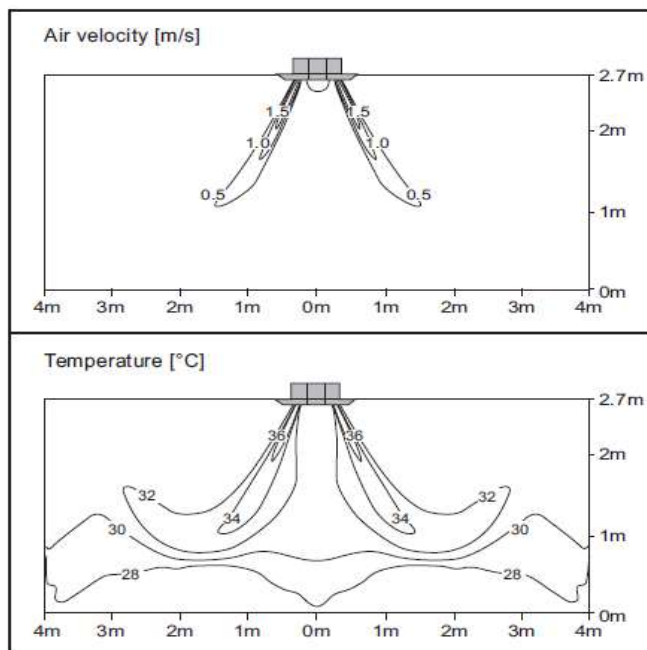 Air velocity [m/s]
2.7m
1.5 1.5
2m
1.0 1.0
0.5 0.5
1m
0m
4m 3m 2m 1m 0m 1m 2m 3m 4m
Temperature [°C]
2.7m
36 36
2m
32 32
34 34
30 30
1m
28 28
0m
4m 3m 2m 1m 0m 1m 2m 3m 4m